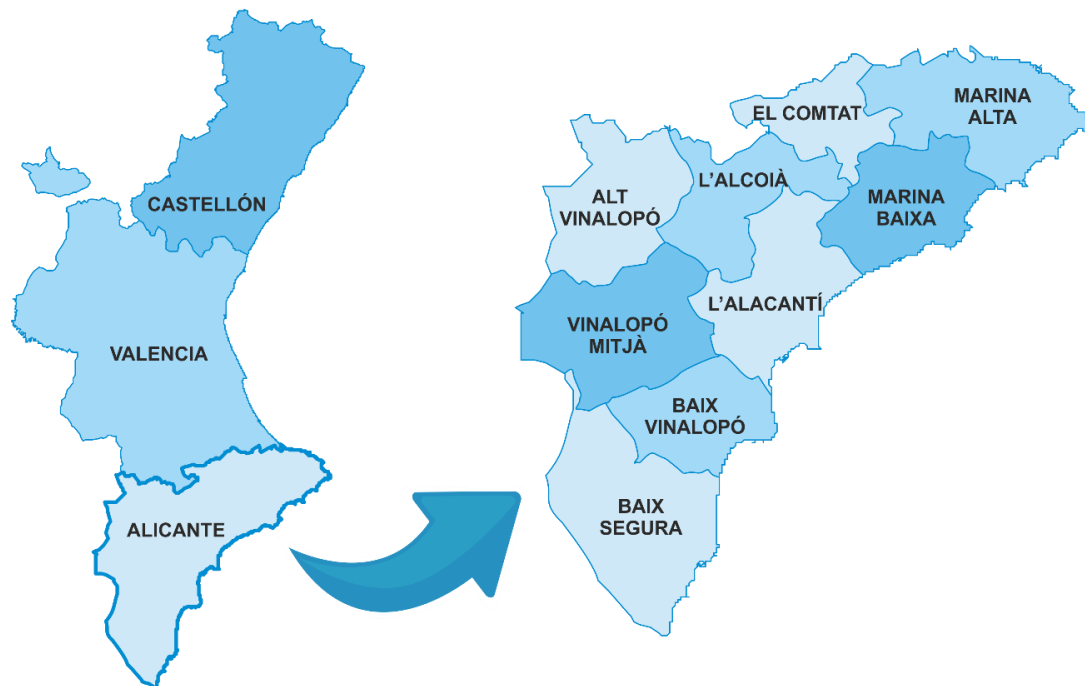 CASTELLÓN
VALENCIA
ALICANTE
EL COMTAT
MARINA
ALTA
L'ALCOIÀ
ALT
VINALOPÓ
MARINA
BAIXA
L'ALACANTÍ
VINALOPÓ
MITJÀ
BAIX
VINALOPÓ
BAIX
SEGURA